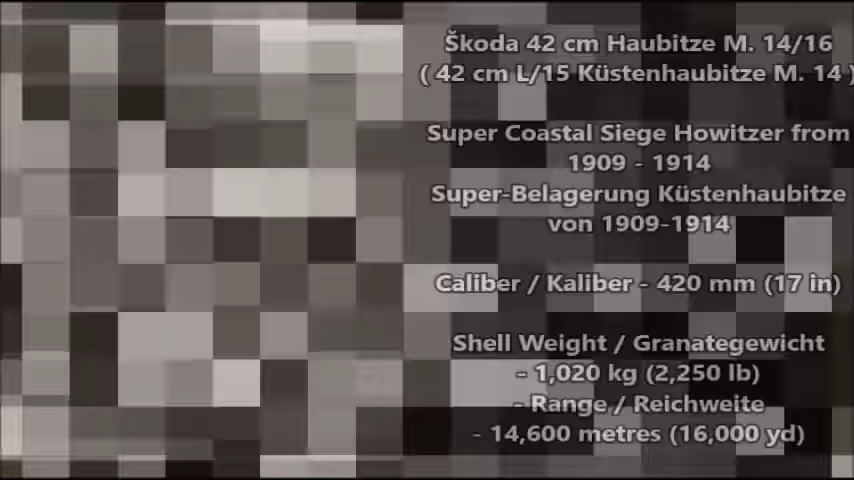 Škoda 42 cm Haubitze M. 14/16
( 42 cm L/15 Küstenhaubitze M. 14 )
Super Coastal Siege Howitzer from
1909 - 1914
Super-Belagerung Küstenhaubitze
von 1909-1914
Caliber / Kaliber - 420 mm (17 in)
Shell Weight / Granategewicht
- 1,020 kg (2,250 lb)
- Range / Reichweite
- 14,600 metres (16,000 yd)